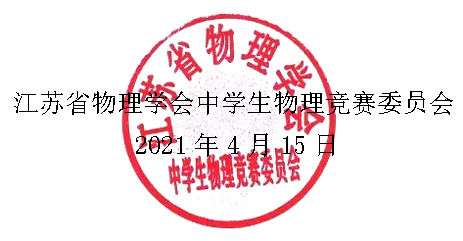 江苏省物理学会
江苏省物理学会中学生物理竞赛委员会
2021 年 4 月 15 日
中学生物理竞赛委员会